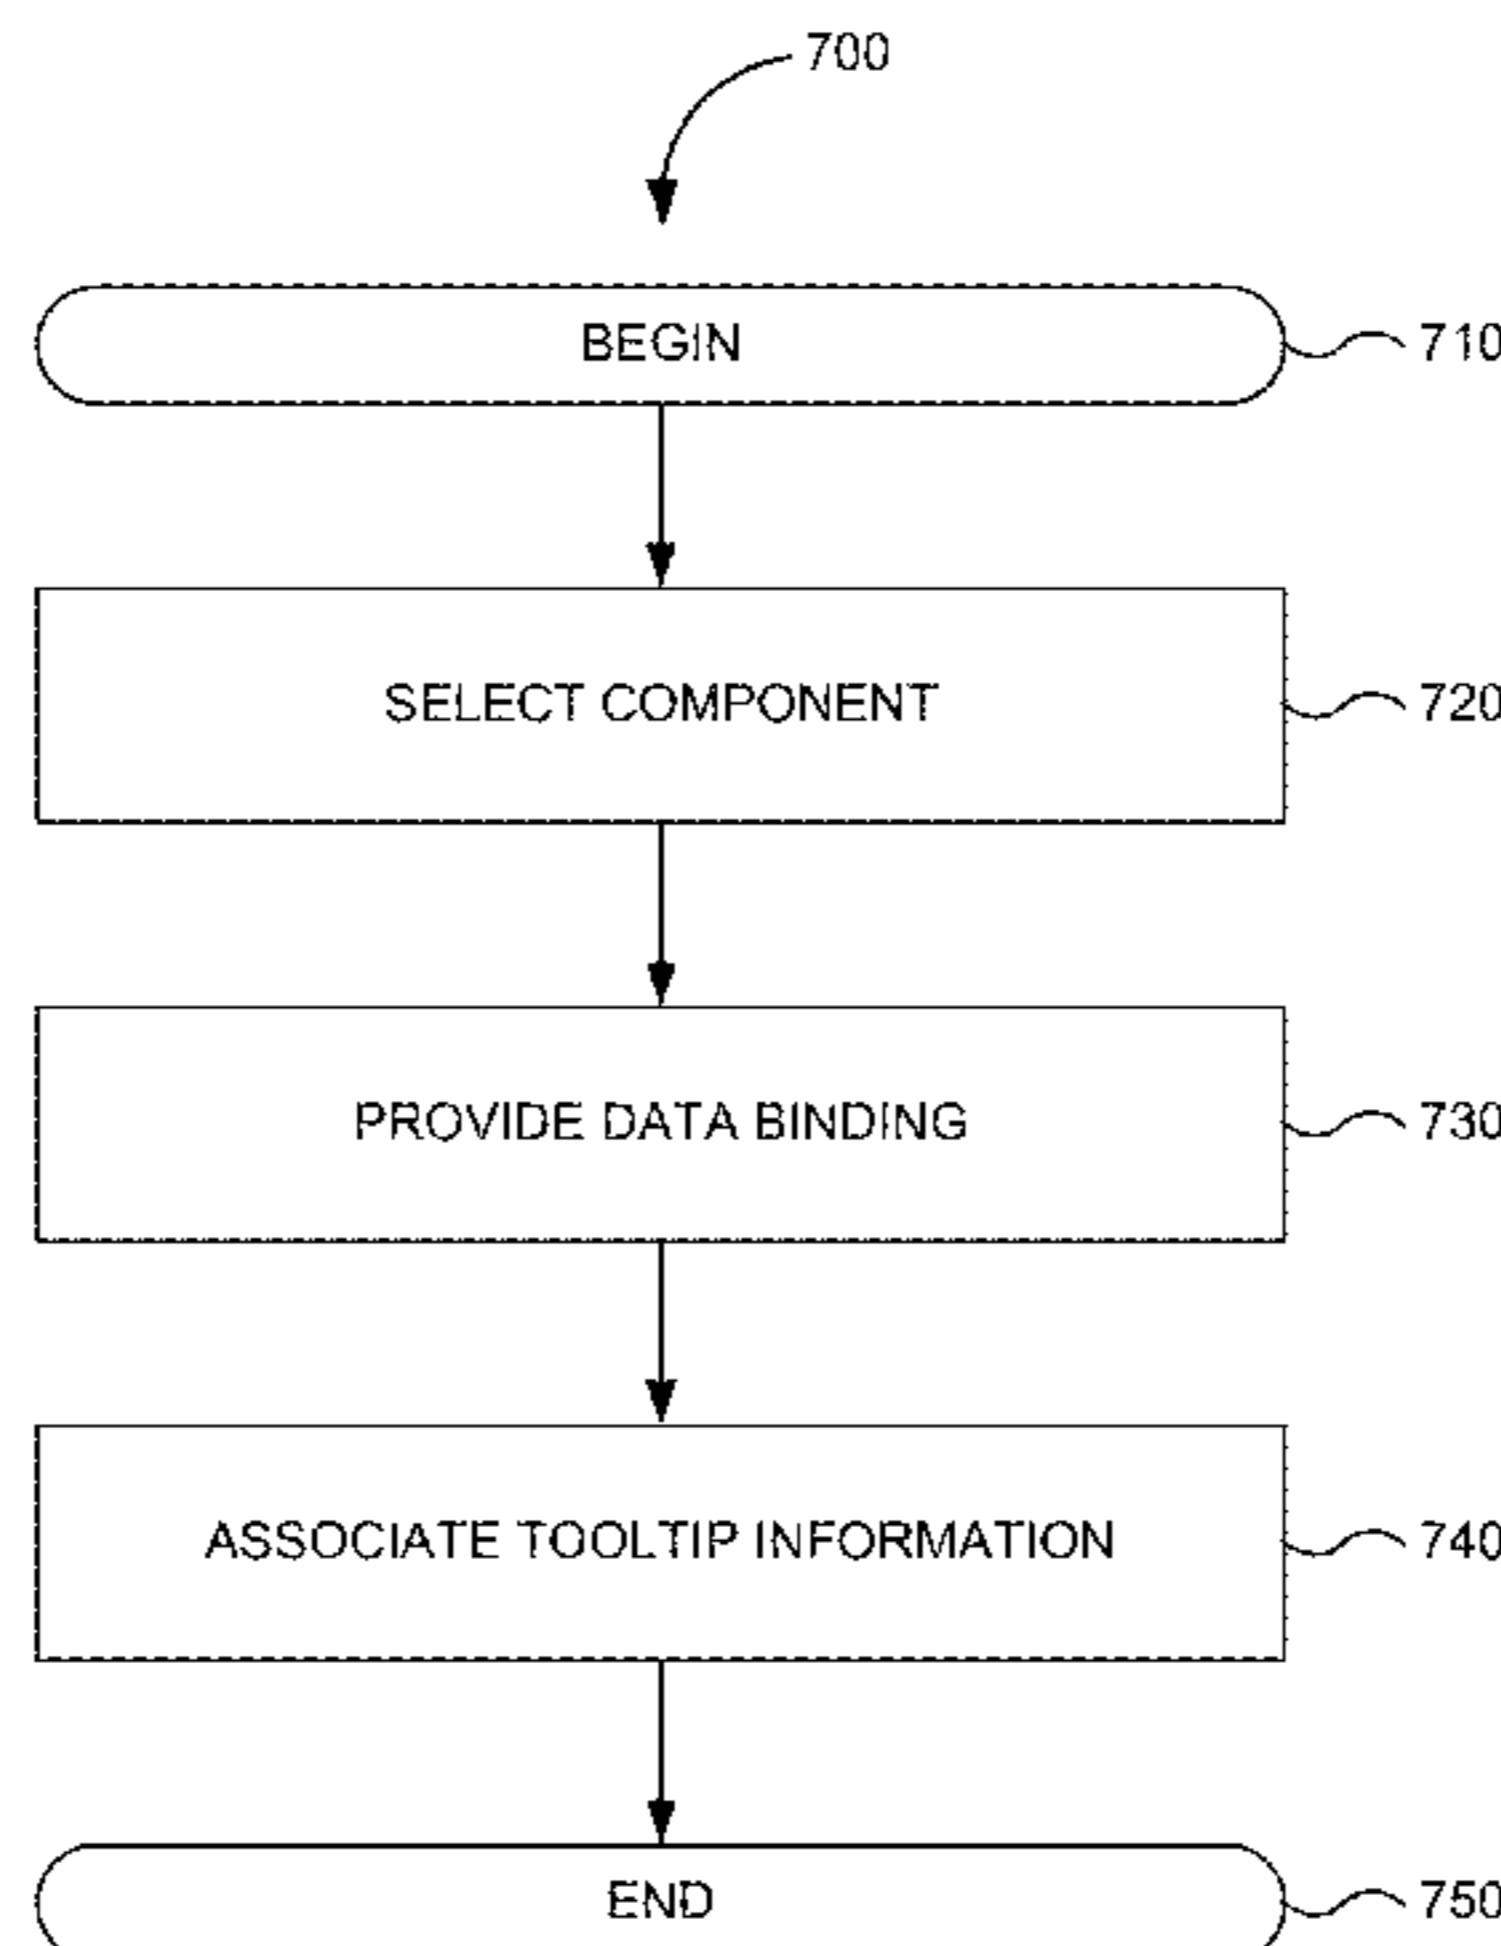 700
BEGIN
710
SELECT COMPONENT
720
PROVIDE DATA BINDING
730
ASSOCIATE TOOLTIP INFORMATION
740
END
750